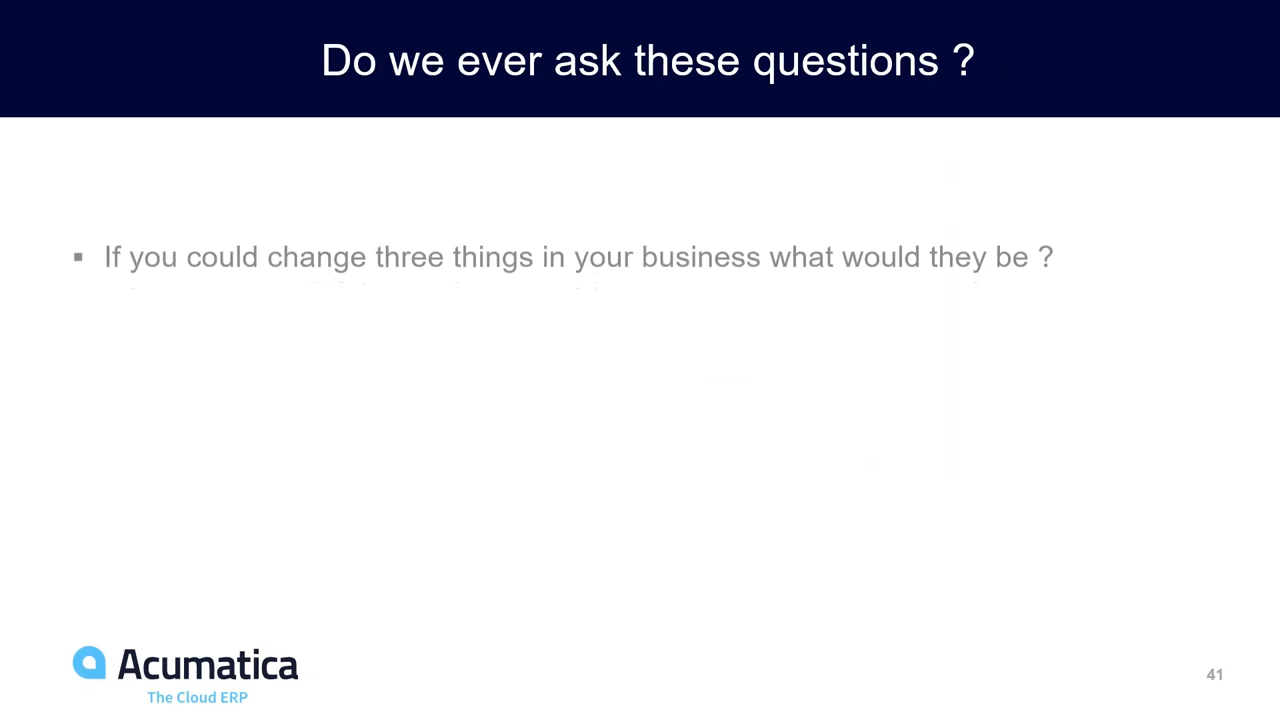 Do we ever ask these questions ?
▪ If you could change three things in your business what would they be ?
Acumatica
The Cloud ERP
41